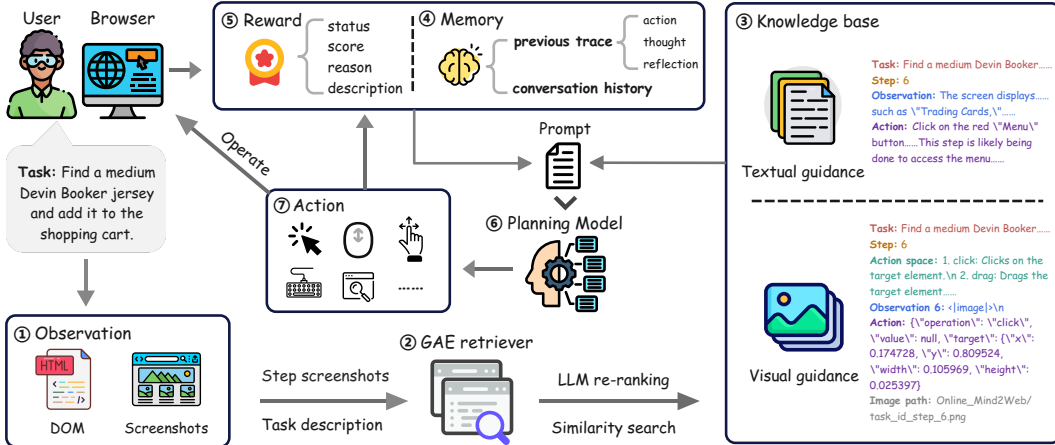 User
Browser
Task: Find a medium
Devin Booker jersey
and add it to the
shopping cart.
① Observation
HTML
DOM
Screenshots
Step screenshots
Task description
② GAE retriever
LLM re-ranking
Similarity search
⑤ Reward
status
score
reason
description
④ Memory
previous trace
action
thought
reflection
conversation history
Operate
Prompt
⑥ Planning Model
⑦ Action
......
③ Knowledge base
Textual guidance
Task: Find a medium Devin Booker......
Step: 6
Observation: The screen displays......
such as \"Trading Cards,\"......
Action: Click on the red \"Menu\"
button......This step is likely being
done to access the menu......
Visual guidance
Task: Find a medium Devin Booker......
Step: 6
Action space: 1. click: Clicks on the
target element.\n 2. drag: Drags the
target element......
Observation 6: <|image|>\n
Action: {\"operation\": \"click\",
\"value\": null, \"target\": {\"x\":
0.174728, \"y\": 0.809524,
\"width\": 0.105969, \"height\":
0.025397}
Image path: Online_Mind2Web/
task_id_step_6.png